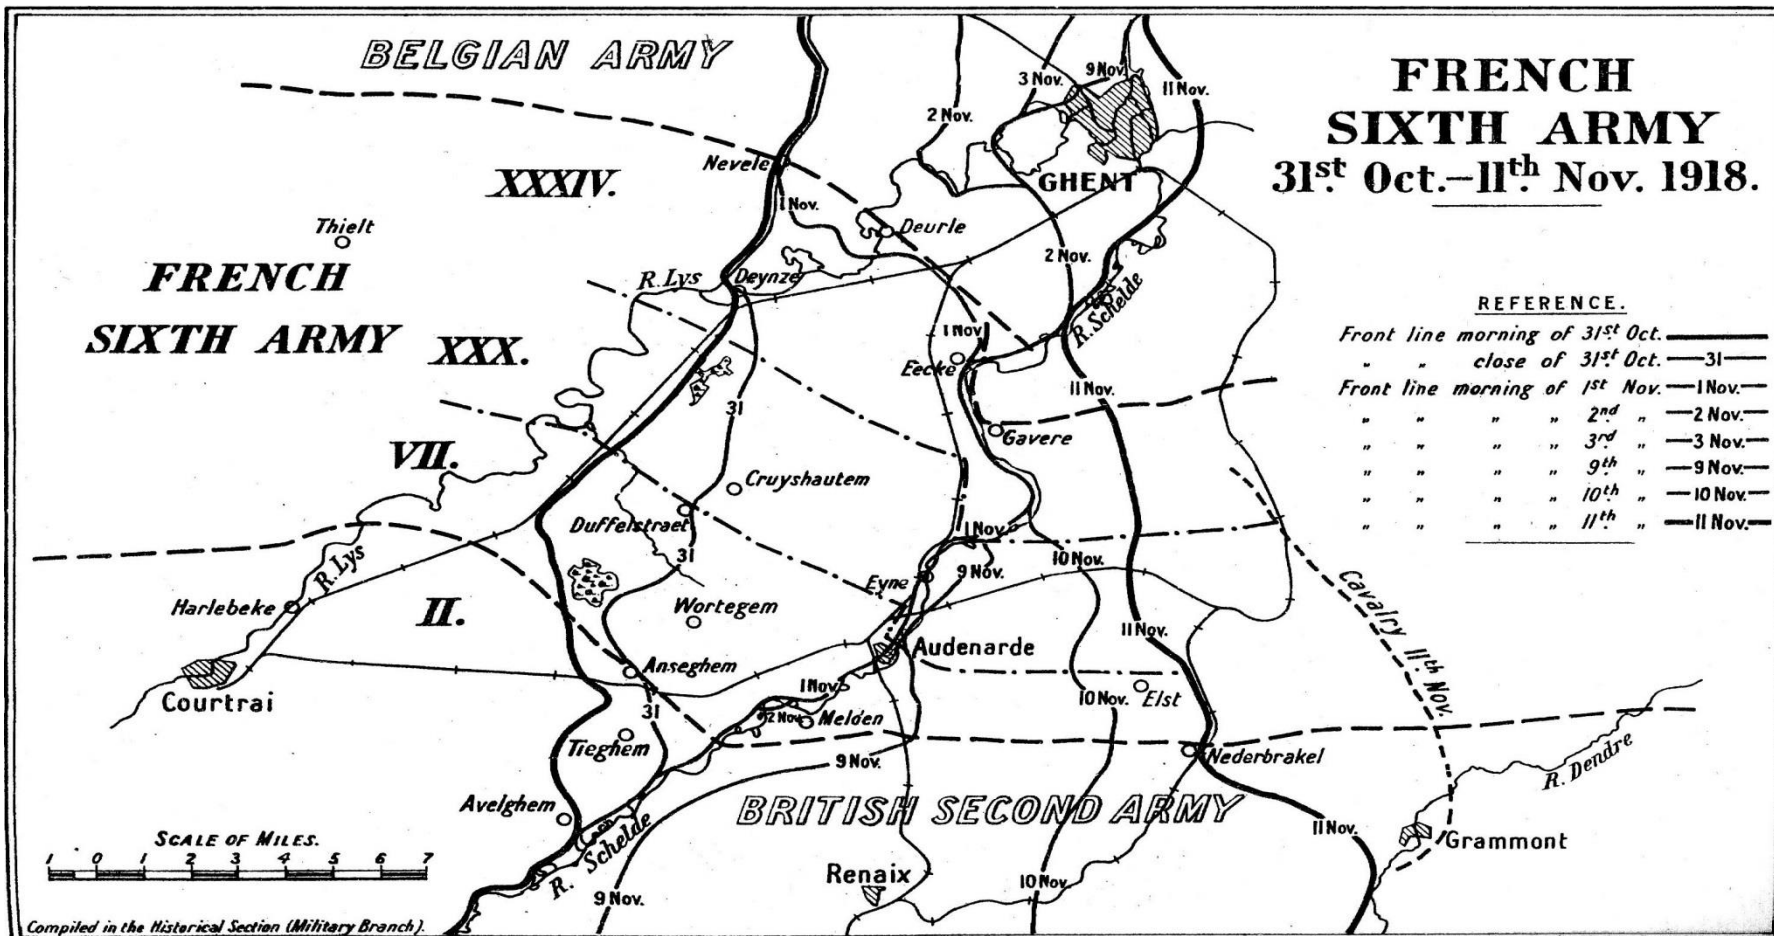 BELGIAN ARMY
FRENCH
SIXTH ARMY
31st. Oct.–11th. Nov. 1918.
3 Nov.
9 Nov.
11 Nov.
2 Nov.
Nevele
XXXIV.
GHENT
1 Nov.
Thielt
Deurle
2 Nov.
FRENCH
SIXTH ARMY
R. Lys
Deynze
R. Schelde
XXX.
1 Nov.
Eecke
11 Nov.
31
Gavere
VII.
Cruyshautem
Duffelstraet
1 Nov.
31
10 Nov.
9 Nov.
Eyne
R. Lys
Harlebeke
II.
Wortegem
11 Nov.
Audenarde
Cavalry 11th Nov.
Courtrai
Anseghem
1 Nov.
2 Nov.
Melden
10 Nov.
Elst
31
Tieghem
Nederbrakel
R. Dendre
9 Nov.
BRITISH SECOND ARMY
Avelghem
R. Schelde
11 Nov.
Grammont
Renaix
10 Nov.
9 Nov.
REFERENCE.
Front line morning of 31st Oct.
" " close of 31st Oct. —31—
Front line morning of 1st Nov. —1 Nov.—
" " " " 2nd " —2 Nov.—
" " " " 3rd " —3 Nov.—
" " " " 9th " —9 Nov.—
" " " " 10th " —10 Nov.—
" " " " 11th " —11 Nov.—
SCALE OF MILES.
1 0 1 2 3 4 5 6 7
Compiled in the Historical Section (Military Branch).